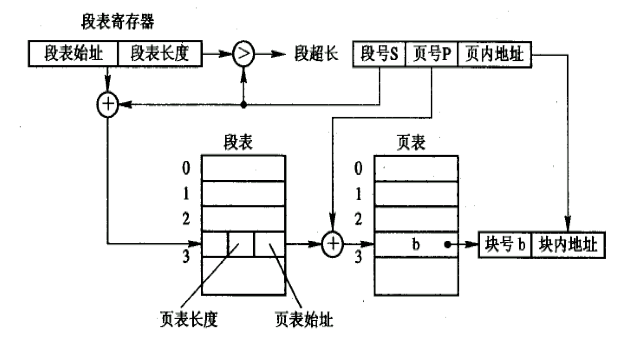 段表寄存器
段表始址 段表长度 > 段超长 段号S 页号P 页内地址
+
段表 页表
0 0
1 1
2 2
+ b 块号 b 块内地址
3 3
页表长度 页表始址